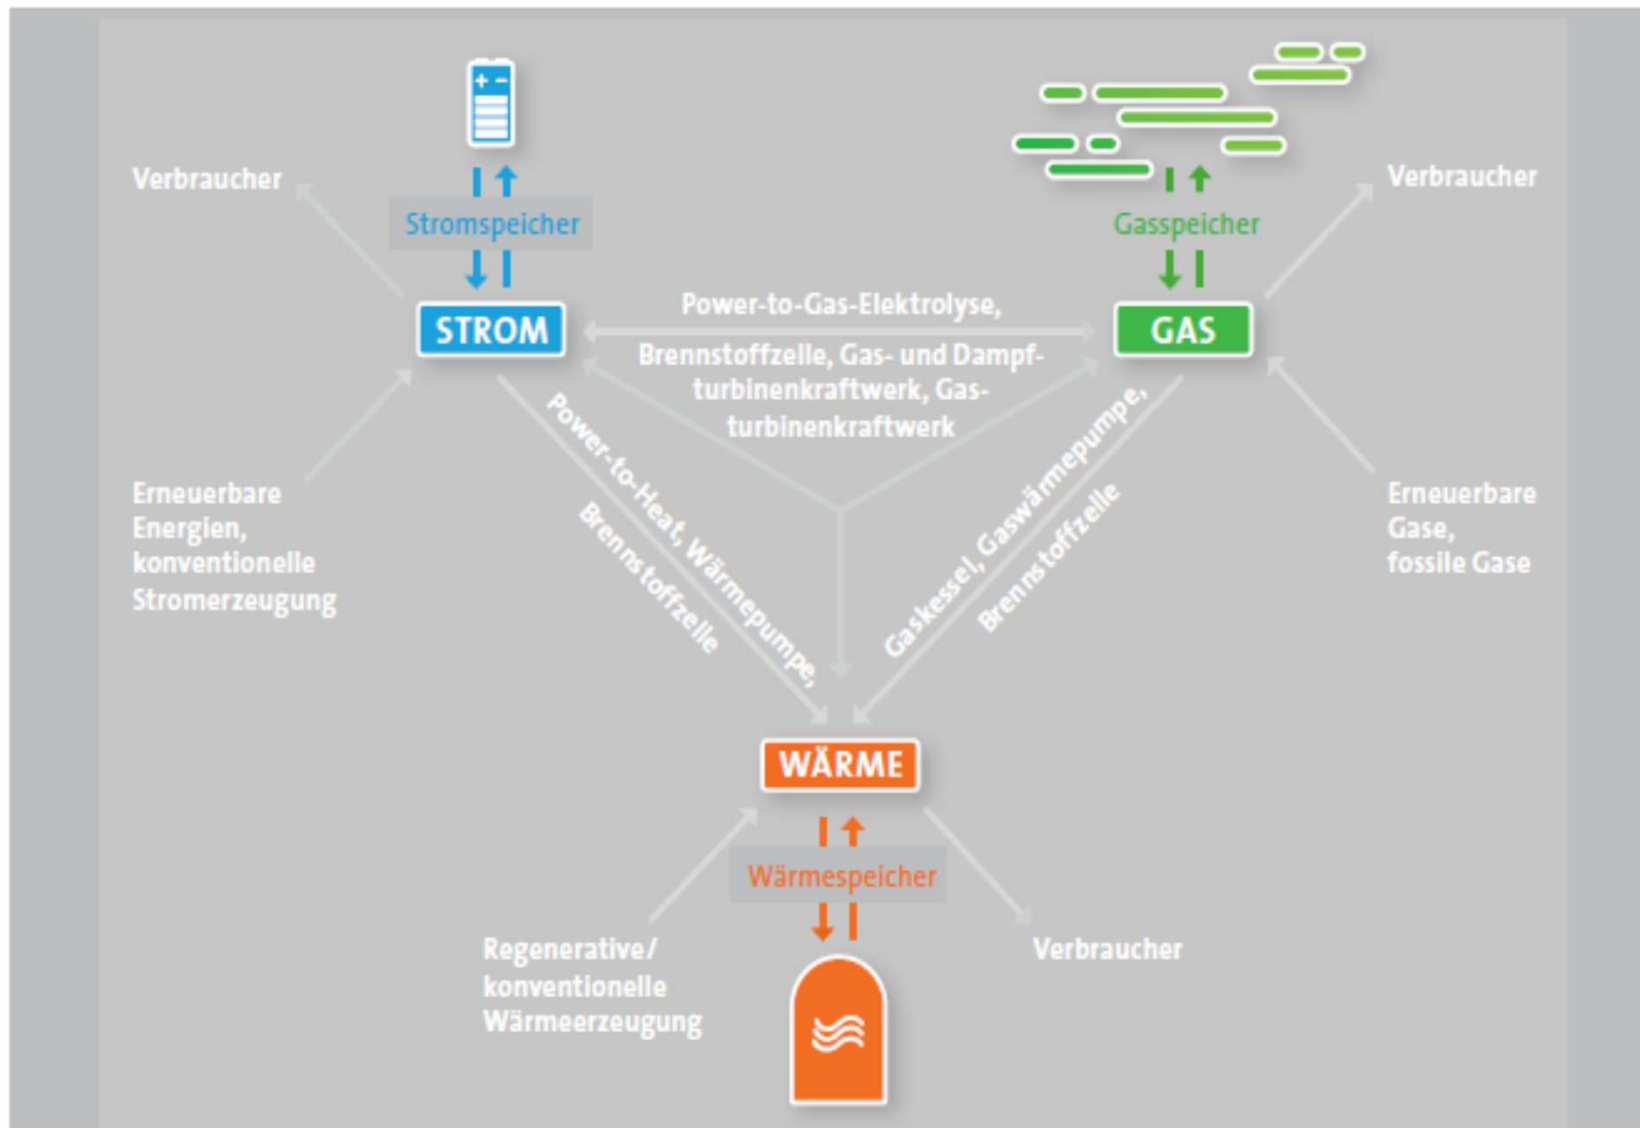 + -
Verbraucher
Stromspeicher
Gasspeicher
Verbraucher
STROM
Power-to-Gas-Elektrolyse,
GAS
Brennstoffzelle, Gas- und Dampf-
turbinenkraftwerk, Gas-
turbinenkraftwerk
Power-to-Heat, Wärmepumpe,
Brennstoffzelle
Gaskessel, Gaswärmepumpe,
Brennstoffzelle
Erneuerbare
Energien,
konventionelle
Stromerzeugung
Erneuerbare
Gase,
fossile Gase
WÄRME
Wärmespeicher
Regenerative/
konventionelle
Wärmeerzeugung
Verbraucher